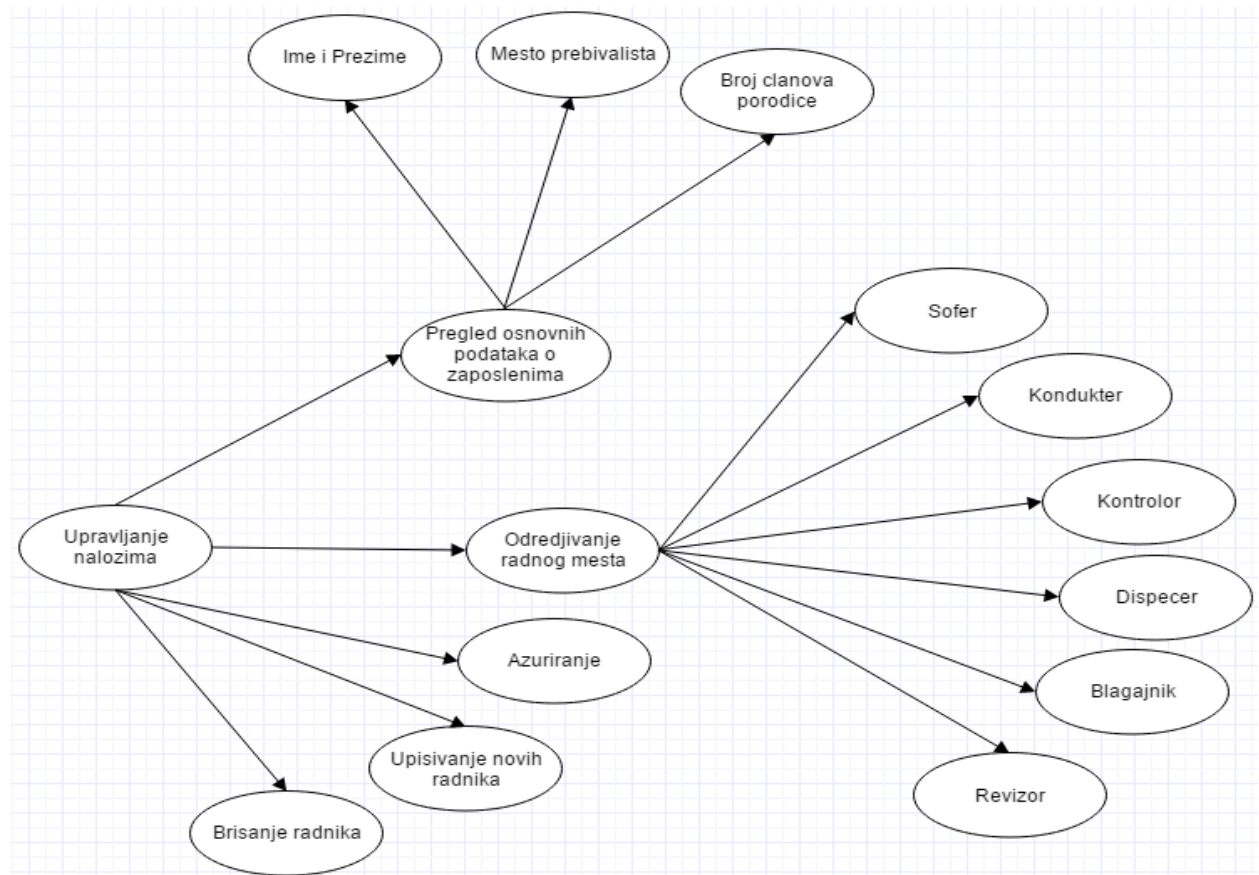 Ime i Prezime
Mesto prebivalista
Broj clanova
porodice
Pregled osnovnih
podataka o
zaposlenima
Sofer
Kondukter
Kontrolor
Upravljanje
nalozima
Odredjivanje
radnog mesta
Dispecer
Azuriranje
Blagajnik
Upisivanje novih
radnika
Revizor
Brisanje radnika